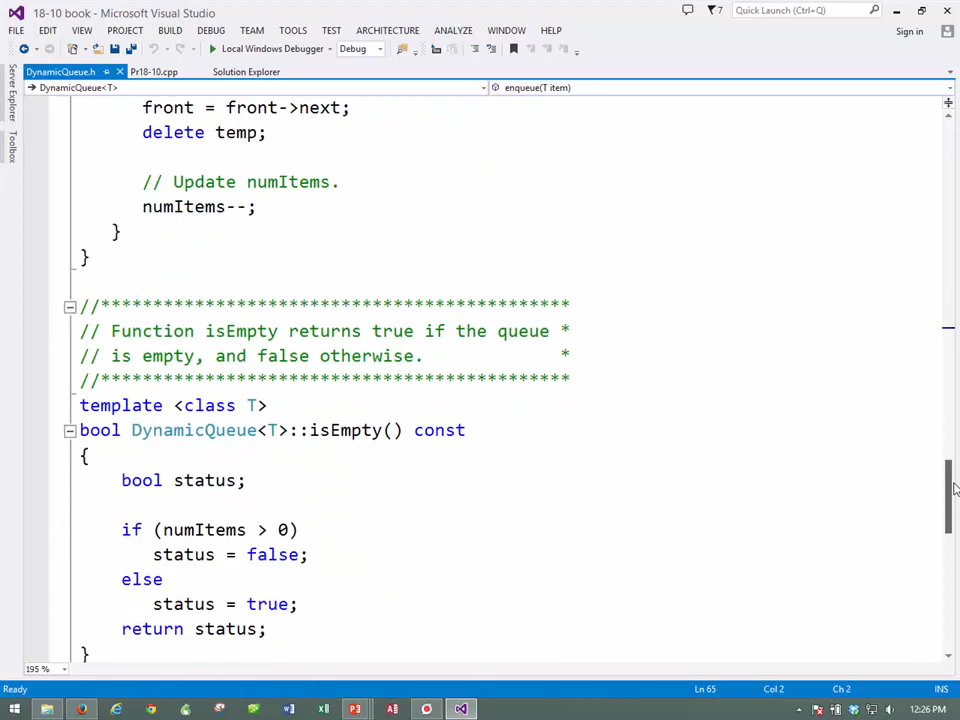 18-10 book - Microsoft Visual Studio
7
Quick Launch (Ctrl+Q)
FILE EDIT VIEW PROJECT BUILD DEBUG TEAM TOOLS TEST ARCHITECTURE ANALYZE WINDOW HELP
Sign in
Local Windows Debugger
Debug
DynamicQueue.h
Pr18-10.cpp
Solution Explorer
Server Explorer
Toolbox
DynamicQueue<T>
enqueue(T item)
front = front->next;
delete temp;
// Update numItems.
numItems--;
}
}
//*********************************************
// Function isEmpty returns true if the queue *
// is empty, and false otherwise. *
//*********************************************
template <class T>
bool DynamicQueue<T>::isEmpty() const
{
bool status;
if (numItems > 0)
status = false;
else
status = true;
return status;
}
195 %
Ready
Ln 65
Col 2
Ch 2
INS
12:26 PM